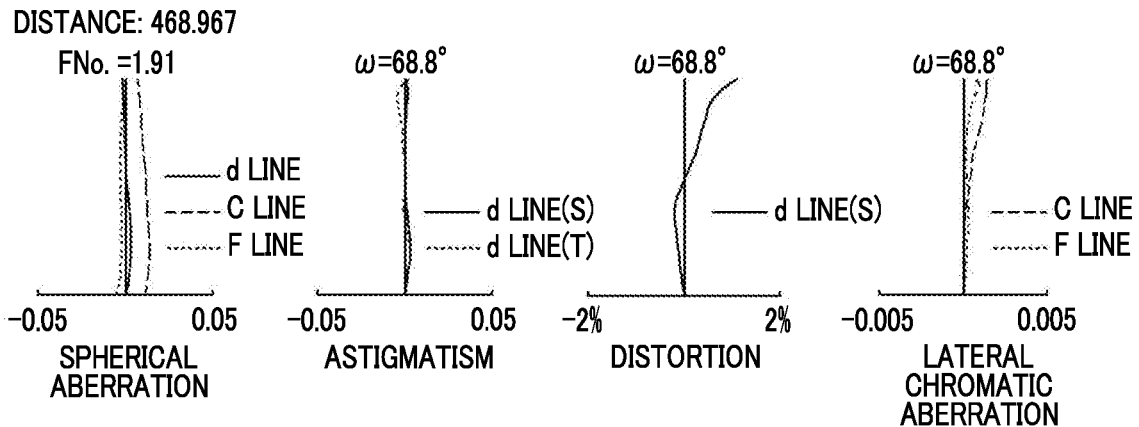 DISTANCE: 468.967
FNo. =1.91
d LINE
C LINE
F LINE
-0.05 0.05
SPHERICAL
ABERRATION
ω=68.8°
d LINE(S)
d LINE(T)
-0.05 0.05
ASTIGMATISM
ω=68.8°
d LINE(S)
-2% 2%
DISTORTION
ω=68.8°
C LINE
F LINE
-0.005 0.005
LATERAL
CHROMATIC
ABERRATION